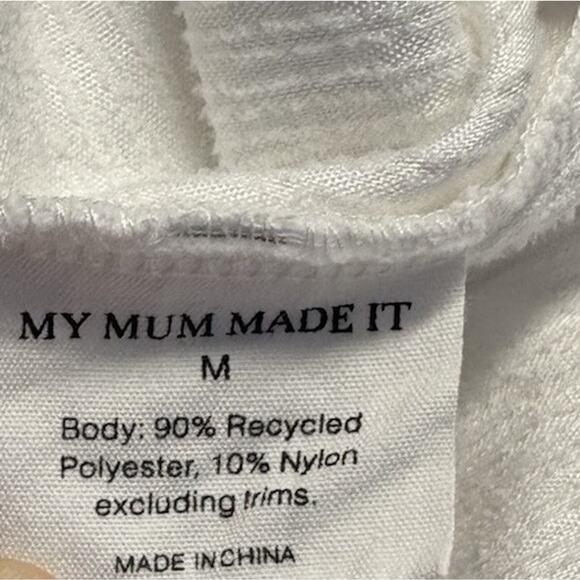 MY MUM MADE IT
M
Body: 90% Recycled
Polyester, 10% Nylon
excluding trims.
MADE IN CHINA